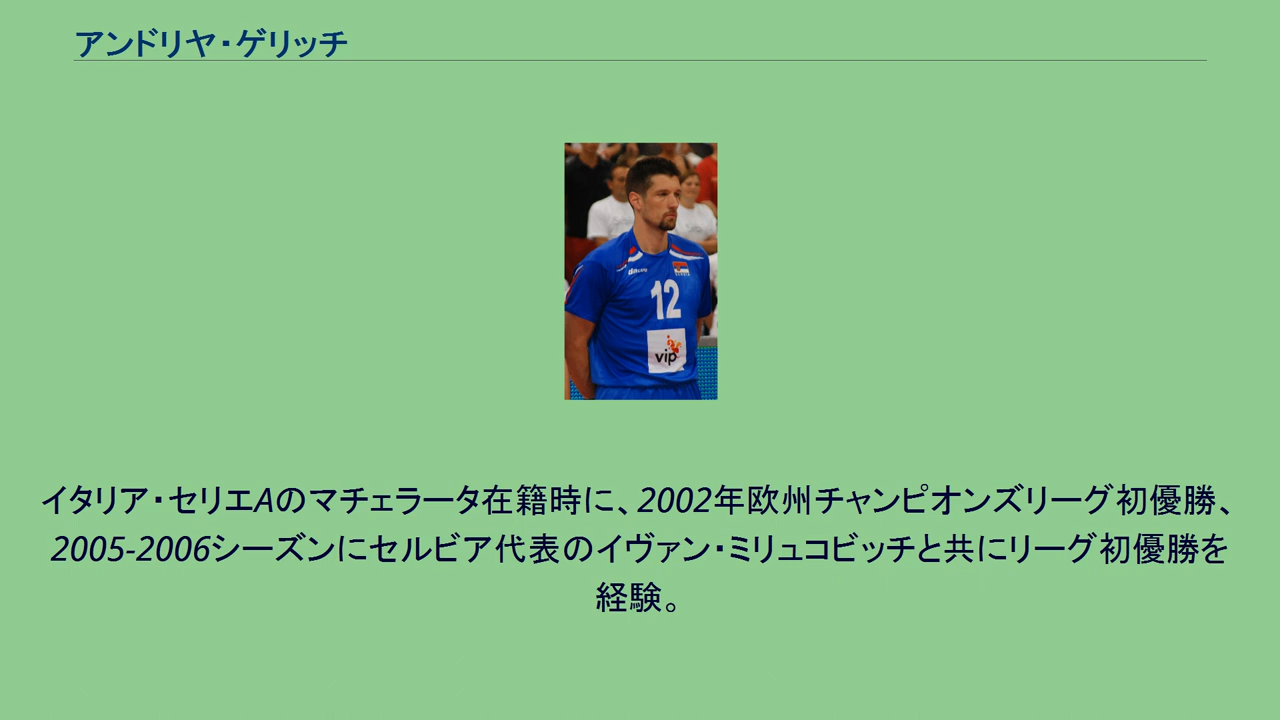 アンドリヤ・ゲリッチ
12
vip
イタリア・セリエAのマチェラータ在籍時に、2002年欧州チャンピオンズリーグ初優勝、
2005-2006シーズンにセルビア代表のイヴァン・ミリュコビッチと共にリーグ初優勝を
経験。